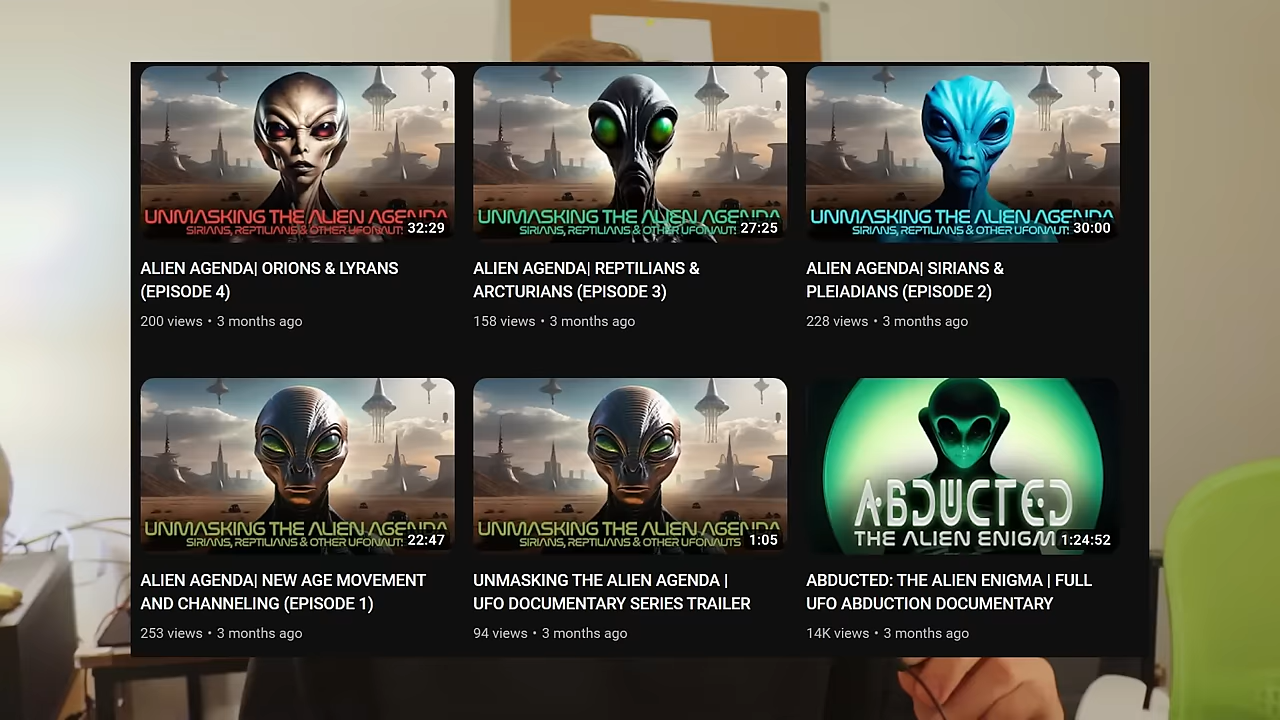 UNMASKING THE ALIEN AGENDA
SIRIANS, REPTILIANS & OTHER UFONAUTS
32:29
UNMASKING THE ALIEN AGENDA
SIRIANS, REPTILIANS & OTHER UFONAUTS
27:25
UNMASKING THE ALIEN AGENDA
SIRIANS, REPTILIANS & OTHER UFONAUTS
30:00
ALIEN AGENDA| ORIONS & LYRANS
(EPISODE 4)
200 views • 3 months ago
ALIEN AGENDA| REPTILIANS &
ARCTURIANS (EPISODE 3)
158 views • 3 months ago
ALIEN AGENDA| SIRIANS &
PLEIADIANS (EPISODE 2)
228 views • 3 months ago
UNMASKING THE ALIEN AGENDA
SIRIANS, REPTILIANS & OTHER UFONAUTS
22:47
UNMASKING THE ALIEN AGENDA
SIRIANS, REPTILIANS & OTHER UFONAUTS
1:05
ABDUCTED
THE ALIEN ENIGM
1:24:52
ALIEN AGENDA| NEW AGE MOVEMENT
AND CHANNELING (EPISODE 1)
253 views • 3 months ago
UNMASKING THE ALIEN AGENDA |
UFO DOCUMENTARY SERIES TRAILER
94 views • 3 months ago
ABDUCTED: THE ALIEN ENIGMA | FULL
UFO ABDUCTION DOCUMENTARY
14K views • 3 months ago